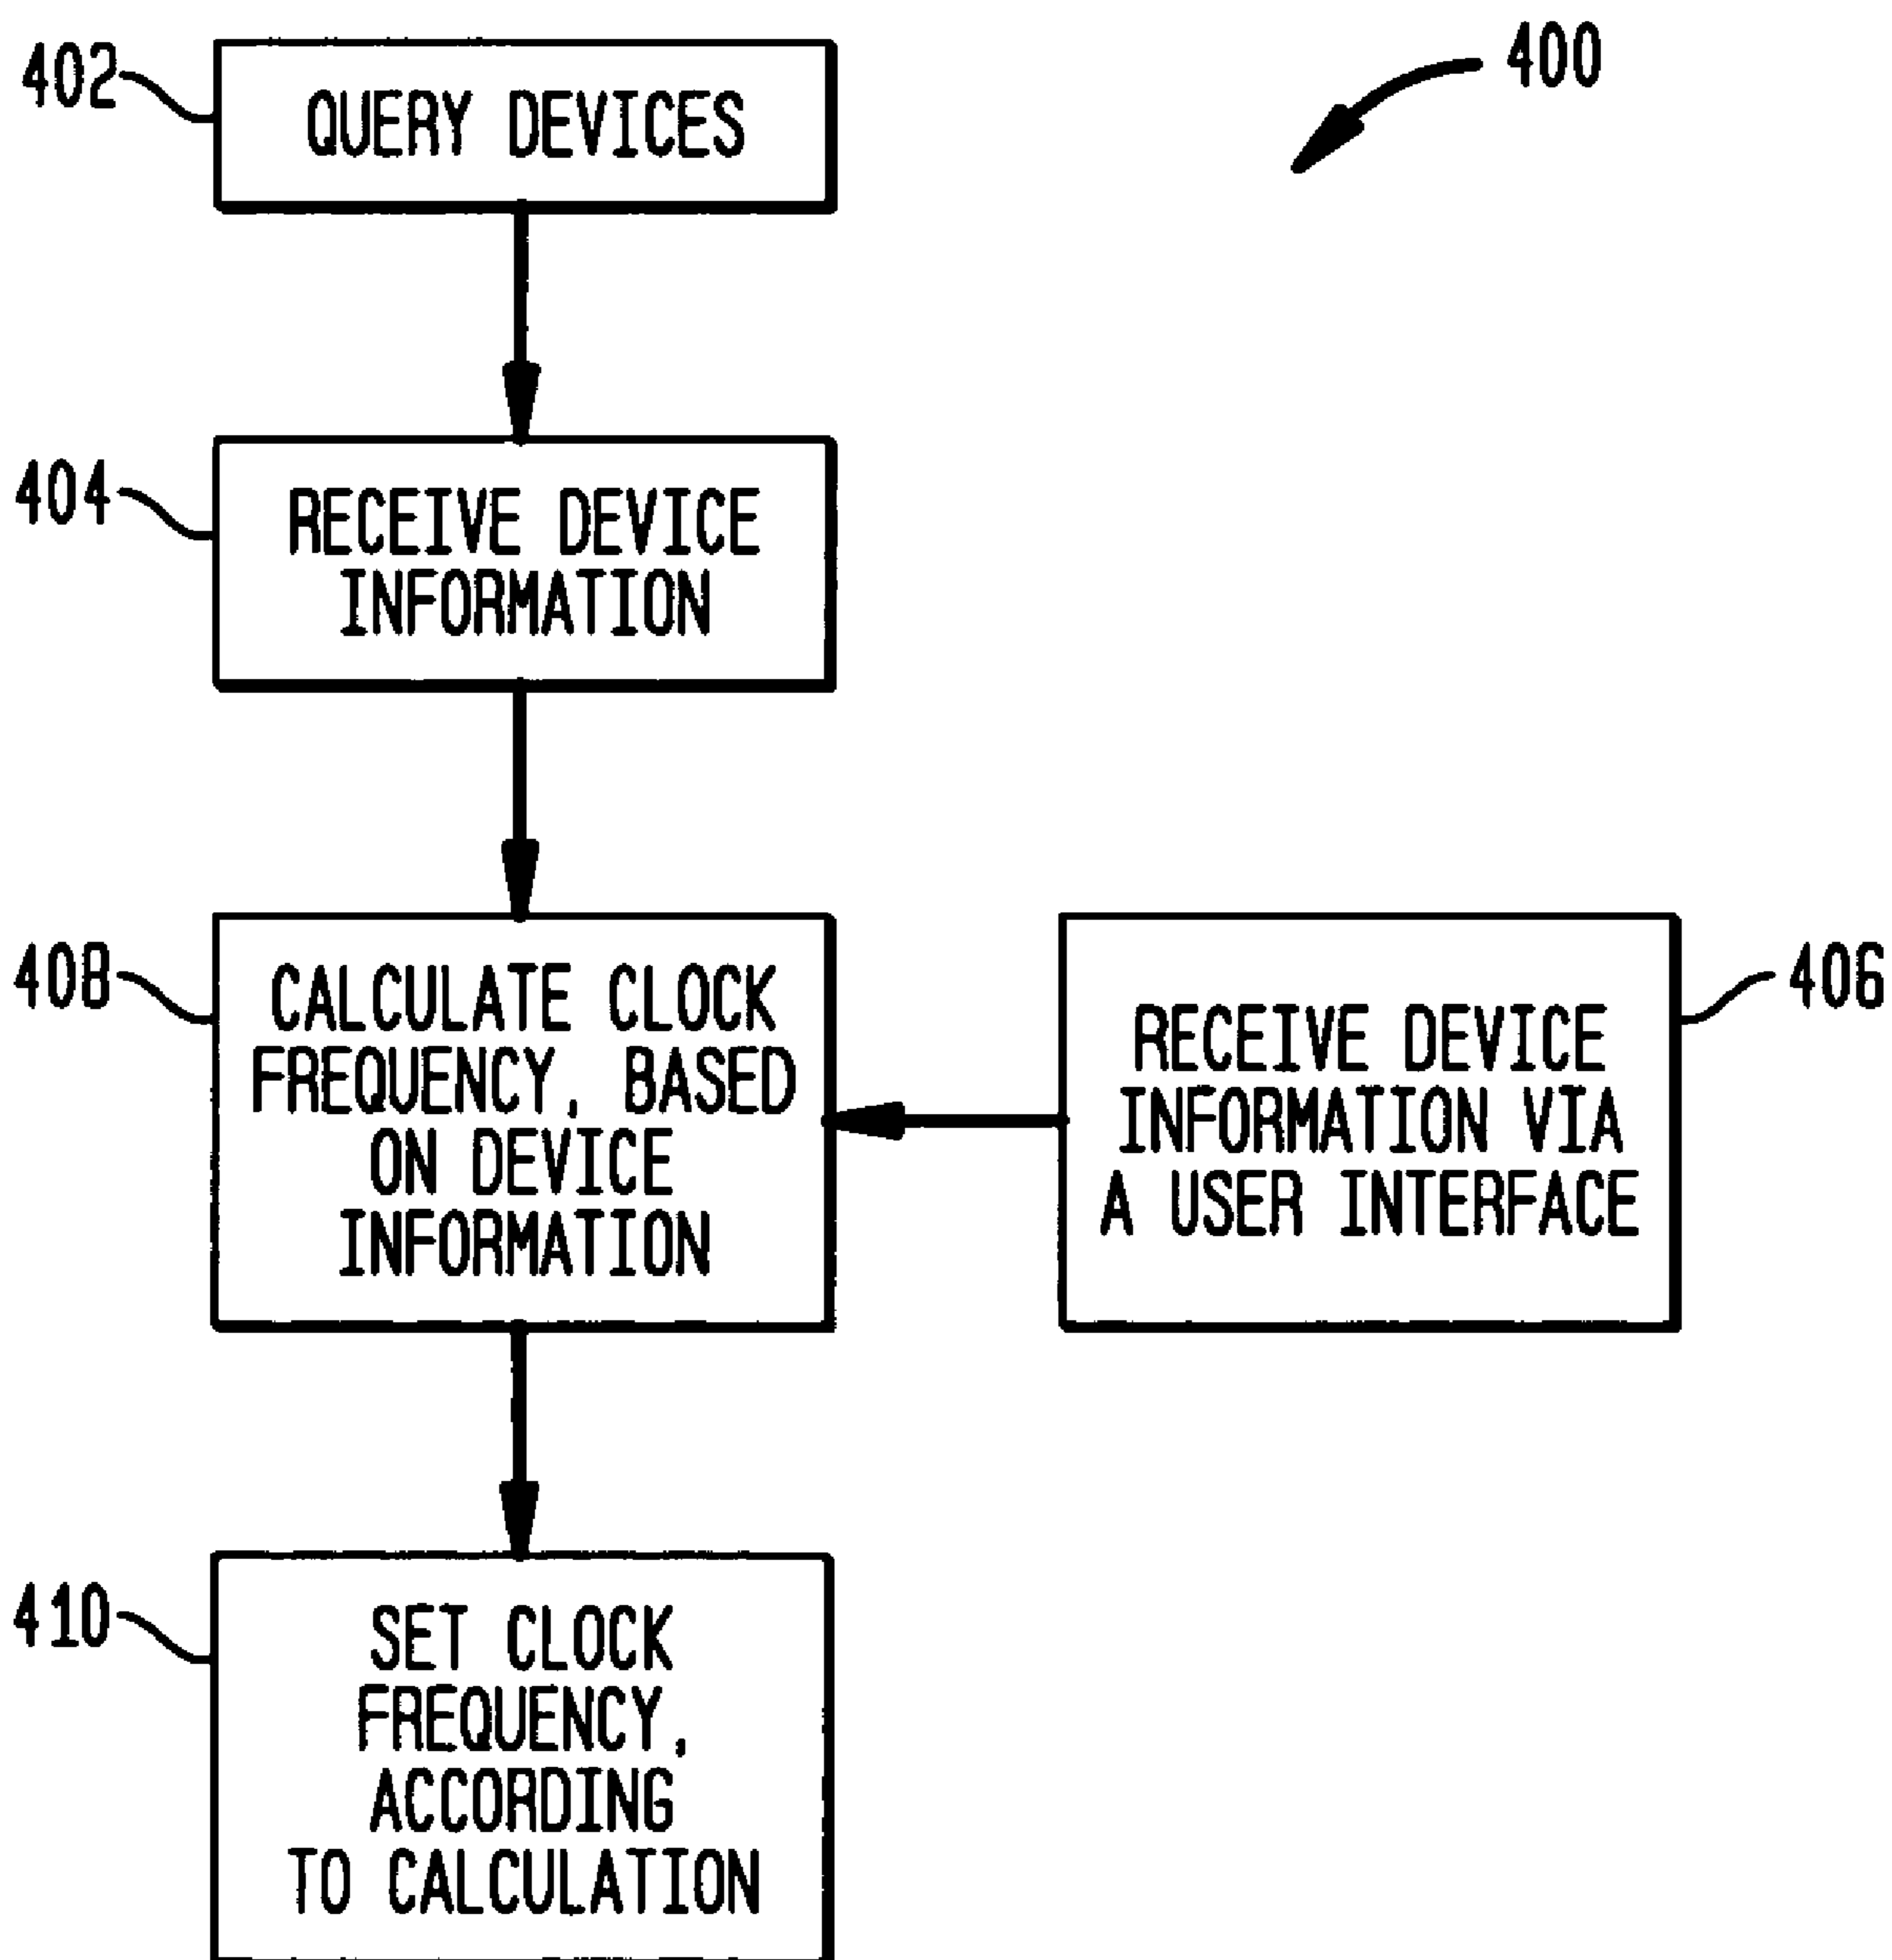 400
402
QUERY DEVICES
404
RECEIVE DEVICE
INFORMATION
408
CALCULATE CLOCK
FREQUENCY, BASED
ON DEVICE
INFORMATION
406
RECEIVE DEVICE
INFORMATION VIA
A USER INTERFACE
410
SET CLOCK
FREQUENCY,
ACCORDING
TO CALCULATION